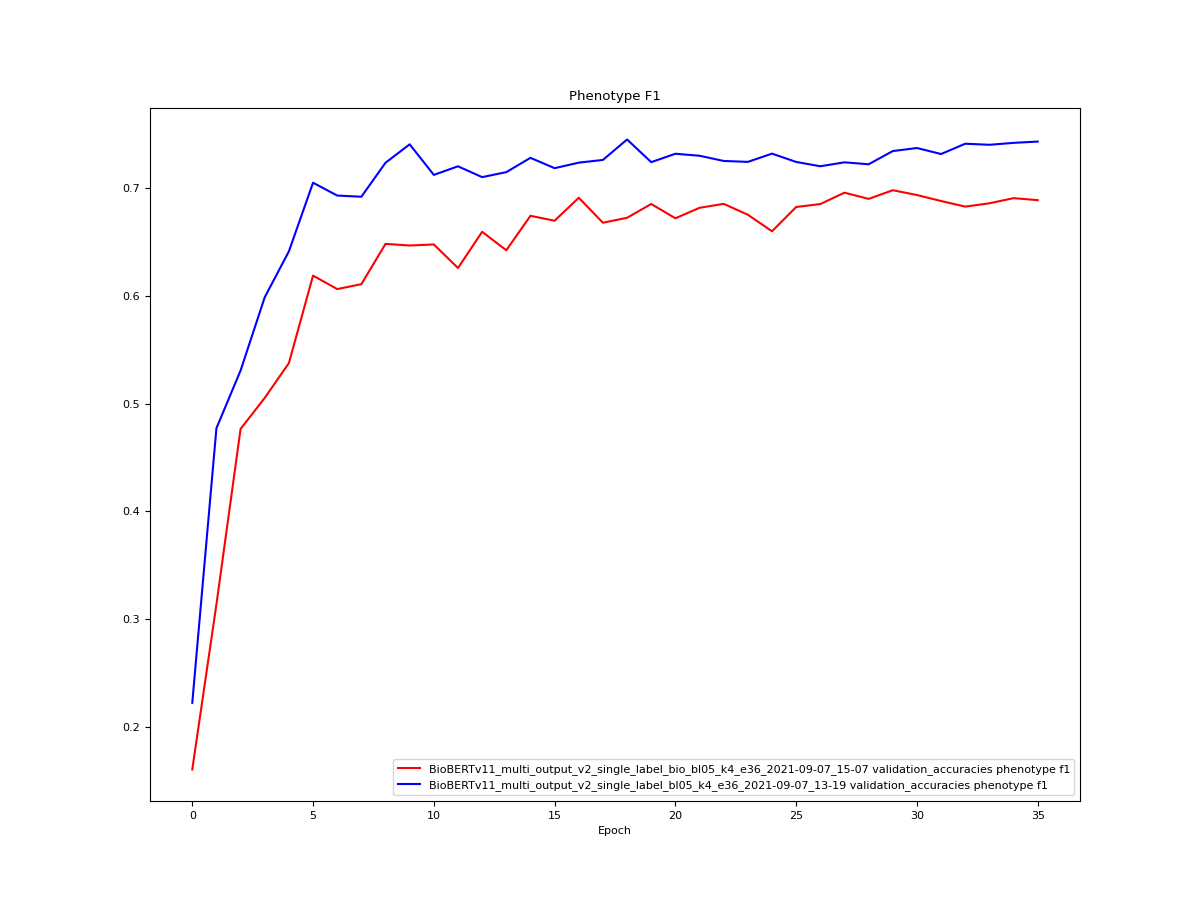 Phenotype F1
0.7
0.6
0.5
0.4
0.3
0.2
BioBERTv11_multi_output_v2_single_label_bio_bl05_k4_e36_2021-09-07_15-07 validation_accuracies phenotype f1
BioBERTv11_multi_output_v2_single_label_bl05_k4_e36_2021-09-07_13-19 validation_accuracies phenotype f1
0 5 10 15 20 25 30 35
Epoch